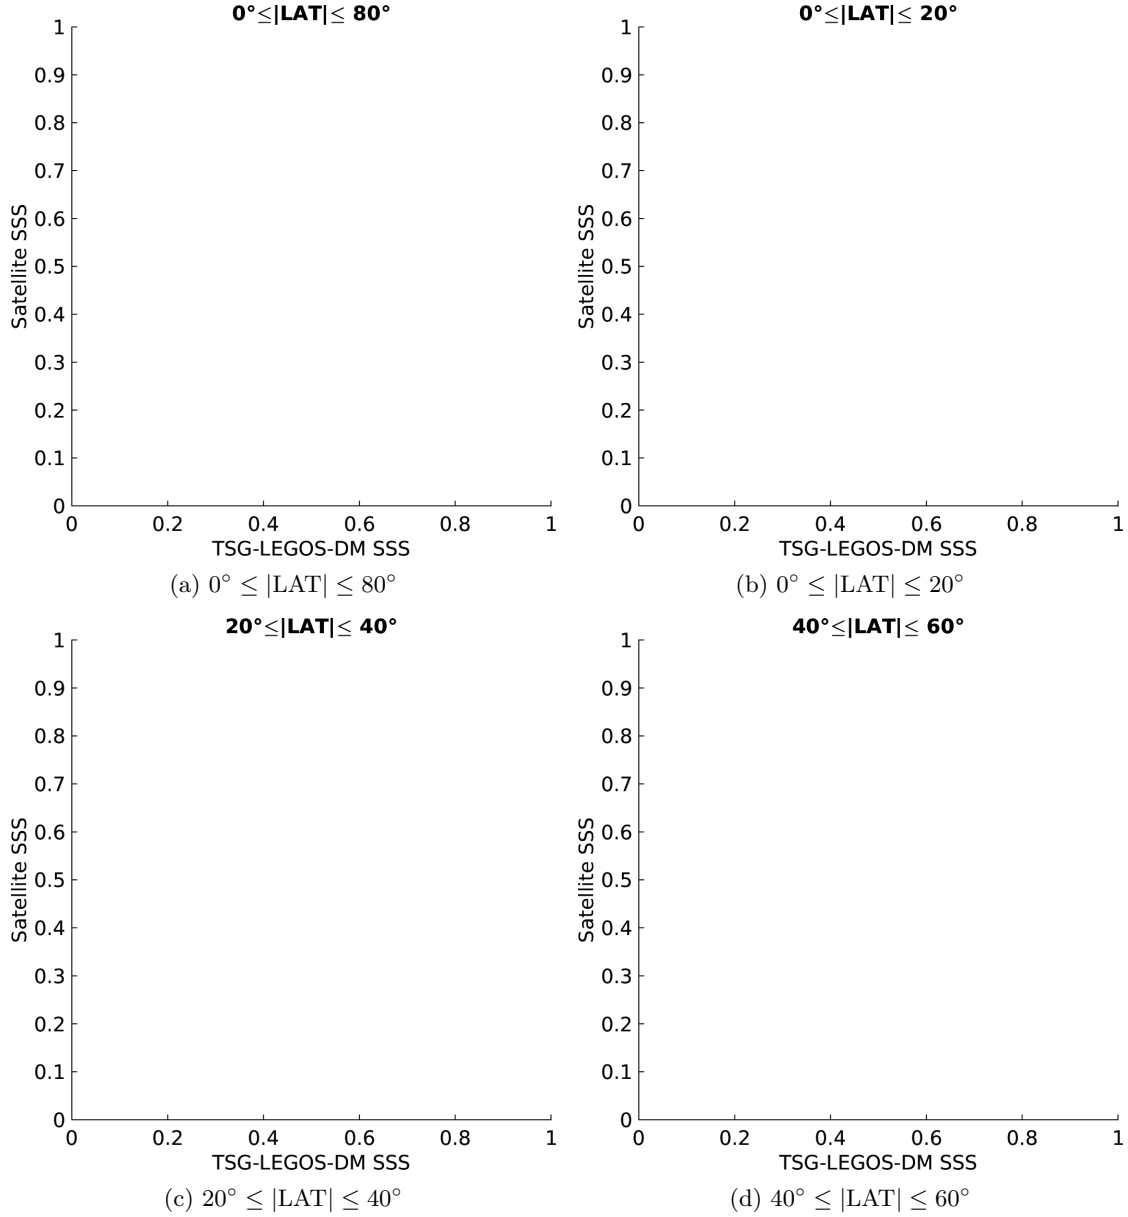 0°≤|LAT|≤ 80°
1
0.9
0.8
0.7
0.6
0.5
0.4
0.3
0.2
0.1
0
Satellite SSS
0 0.2 0.4 0.6 0.8 1
TSG-LEGOS-DM SSS
(a) 0° ≤ |LAT| ≤ 80°
0°≤|LAT|≤ 20°
1
0.9
0.8
0.7
0.6
0.5
0.4
0.3
0.2
0.1
0
Satellite SSS
0 0.2 0.4 0.6 0.8 1
TSG-LEGOS-DM SSS
(b) 0° ≤ |LAT| ≤ 20°
20°≤|LAT|≤ 40°
1
0.9
0.8
0.7
0.6
0.5
0.4
0.3
0.2
0.1
0
Satellite SSS
0 0.2 0.4 0.6 0.8 1
TSG-LEGOS-DM SSS
(c) 20° ≤ |LAT| ≤ 40°
40°≤|LAT|≤ 60°
1
0.9
0.8
0.7
0.6
0.5
0.4
0.3
0.2
0.1
0
Satellite SSS
0 0.2 0.4 0.6 0.8 1
TSG-LEGOS-DM SSS
(d) 40° ≤ |LAT| ≤ 60°